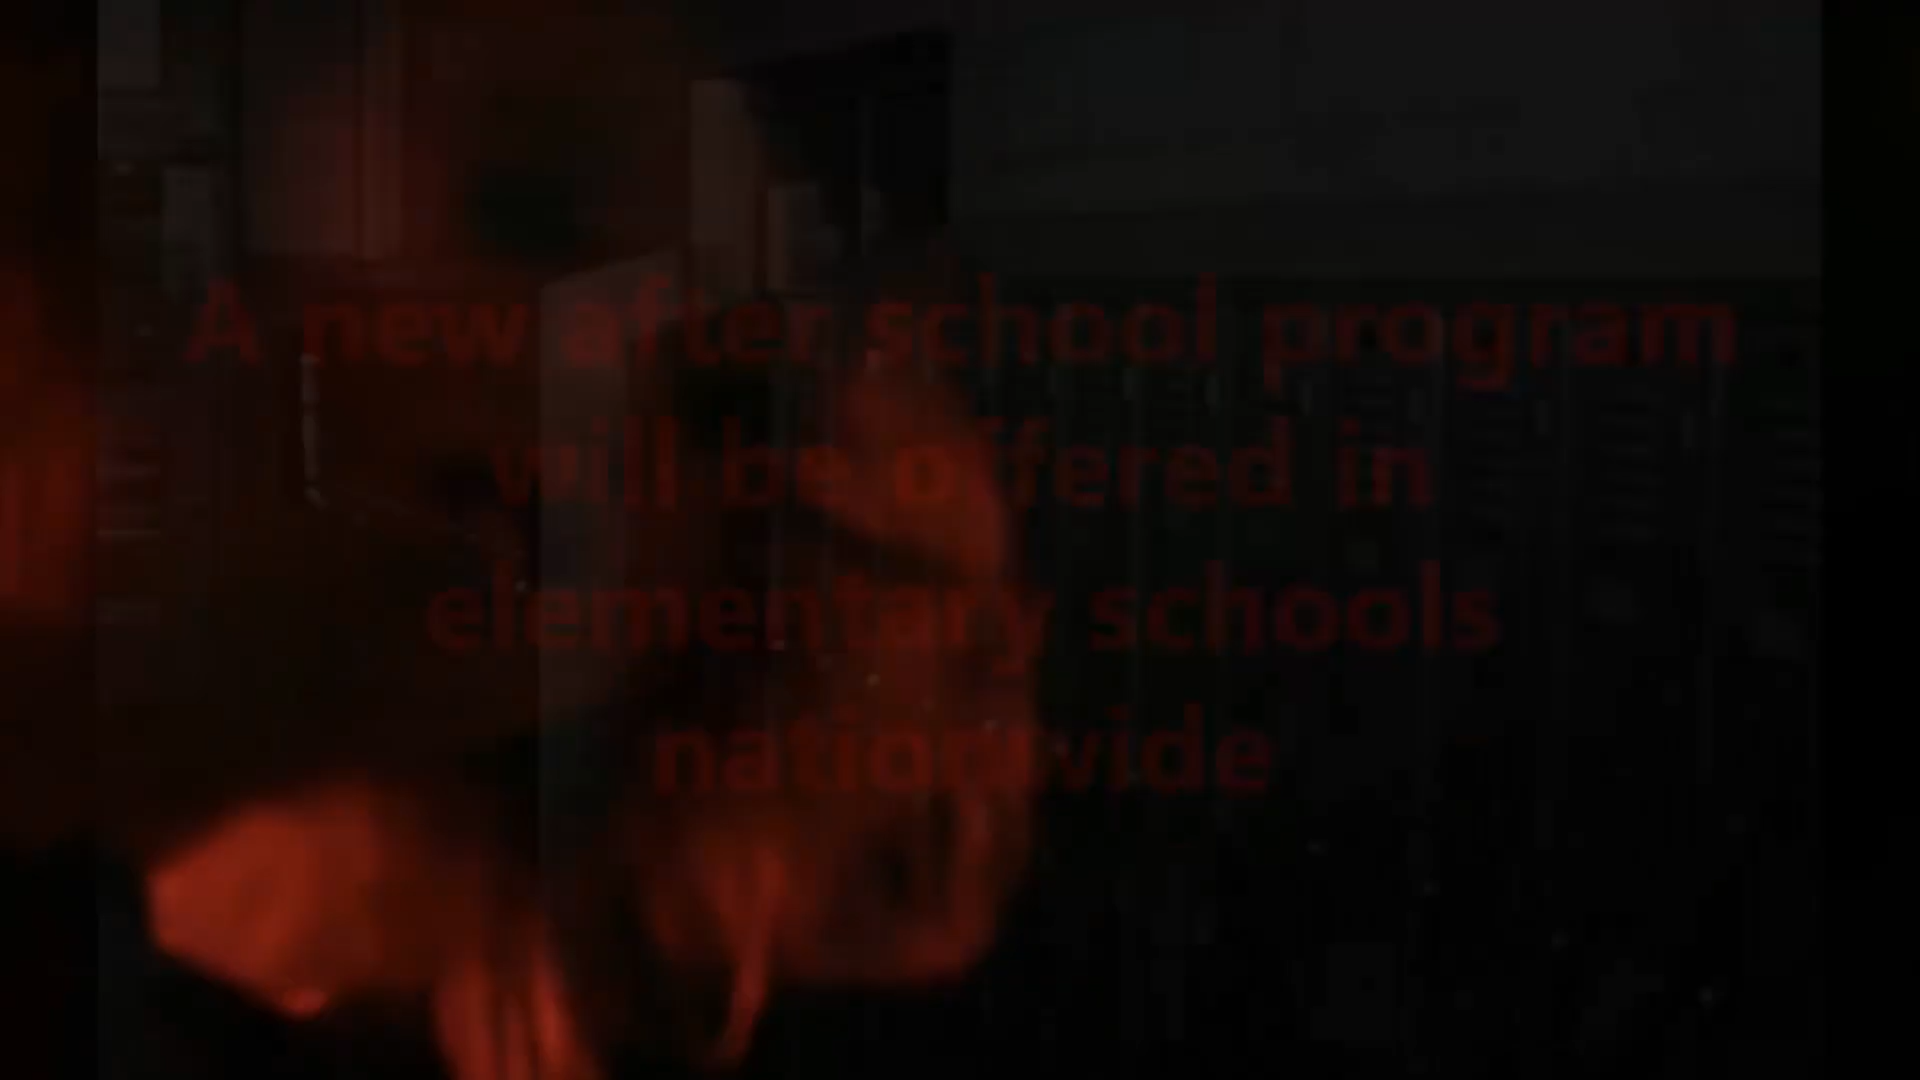 A new after school program
will be offered in
elementary schools
nationwide